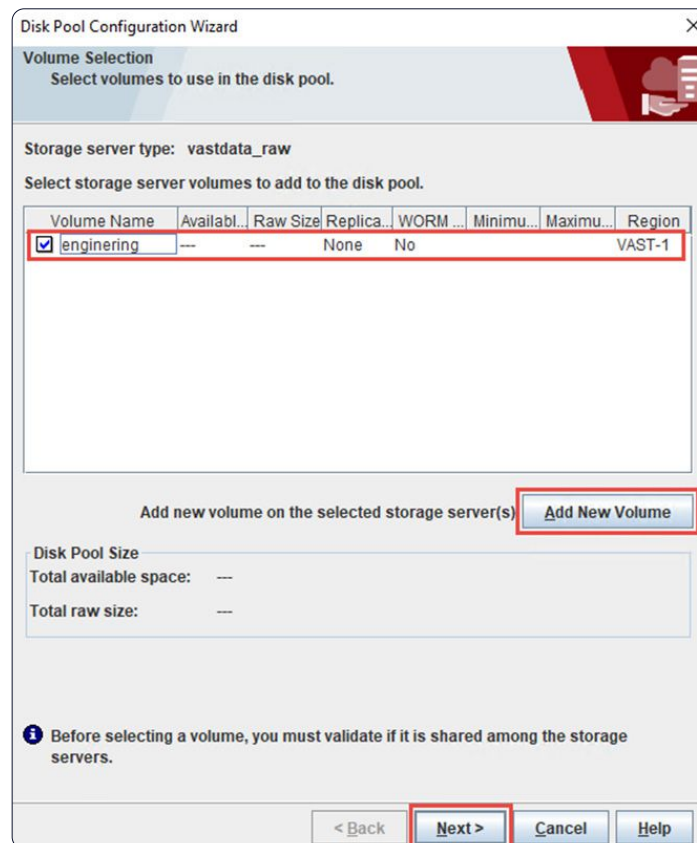 Disk Pool Configuration Wizard
Volume Selection
Select volumes to use in the disk pool.
Storage server type: vastdata_raw
Select storage server volumes to add to the disk pool.
Volume Name Availabl... Raw Size Replica... WORM ... Minimu... Maximu... Region
enginering --- --- None No VAST-1
Add new volume on the selected storage server(s) Add New Volume
Disk Pool Size
Total available space: ---
Total raw size: ---
Before selecting a volume, you must validate if it is shared among the storage
servers.
< Back Next > Cancel Help